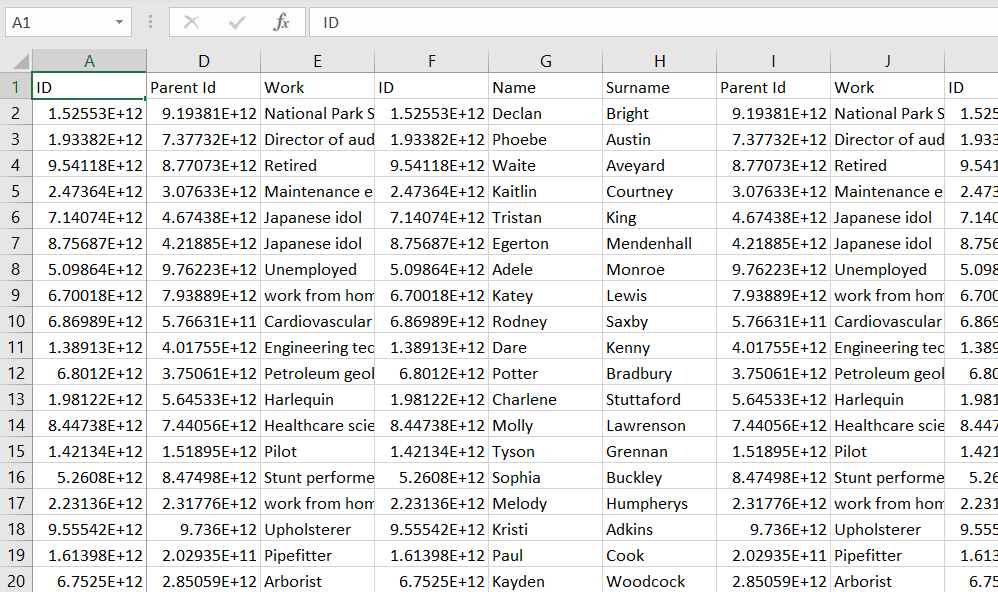 A1 fx ID
A D E F G H I J
1 ID Parent Id Work ID Name Surname Parent Id Work ID
2 1.52553E+12 9.19381E+12 National Park S 1.52553E+12 Declan Bright 9.19381E+12 National Park S 1.525
3 1.93382E+12 7.37732E+12 Director of aud 1.93382E+12 Phoebe Austin 7.37732E+12 Director of aud 1.933
4 9.54118E+12 8.77073E+12 Retired 9.54118E+12 Waite Aveyard 8.77073E+12 Retired 9.541
5 2.47364E+12 3.07633E+12 Maintenance e 2.47364E+12 Kaitlin Courtney 3.07633E+12 Maintenance e 2.473
6 7.14074E+12 4.67438E+12 Japanese idol 7.14074E+12 Tristan King 4.67438E+12 Japanese idol 7.140
7 8.75687E+12 4.21885E+12 Japanese idol 8.75687E+12 Egerton Mendenhall 4.21885E+12 Japanese idol 8.756
8 5.09864E+12 9.76223E+12 Unemployed 5.09864E+12 Adele Monroe 9.76223E+12 Unemployed 5.098
9 6.70018E+12 7.93889E+12 work from hom 6.70018E+12 Katey Lewis 7.93889E+12 work from hom 6.700
10 6.86989E+12 5.76631E+11 Cardiovascular 6.86989E+12 Rodney Saxby 5.76631E+11 Cardiovascular 6.869
11 1.38913E+12 4.01755E+12 Engineering tec 1.38913E+12 Dare Kenny 4.01755E+12 Engineering tec 1.389
12 6.8012E+12 3.75061E+12 Petroleum geol 6.8012E+12 Potter Bradbury 3.75061E+12 Petroleum geol 6.80
13 1.98122E+12 5.64533E+12 Harlequin 1.98122E+12 Charlene Stuttaford 5.64533E+12 Harlequin 1.981
14 8.44738E+12 7.44056E+12 Healthcare scie 8.44738E+12 Molly Lawrenson 7.44056E+12 Healthcare scie 8.447
15 1.42134E+12 1.51895E+12 Pilot 1.42134E+12 Tyson Grennan 1.51895E+12 Pilot 1.421
16 5.2608E+12 8.47498E+12 Stunt performe 5.2608E+12 Sophia Buckley 8.47498E+12 Stunt performe 5.26
17 2.23136E+12 2.31776E+12 work from hom 2.23136E+12 Melody Humpherys 2.31776E+12 work from hom 2.231
18 9.55542E+12 9.736E+12 Upholsterer 9.55542E+12 Kristi Adkins 9.736E+12 Upholsterer 9.555
19 1.61398E+12 2.02935E+11 Pipefitter 1.61398E+12 Paul Cook 2.02935E+11 Pipefitter 1.613
20 6.7525E+12 2.85059E+12 Arborist 6.7525E+12 Kayden Woodcock 2.85059E+12 Arborist 6.75